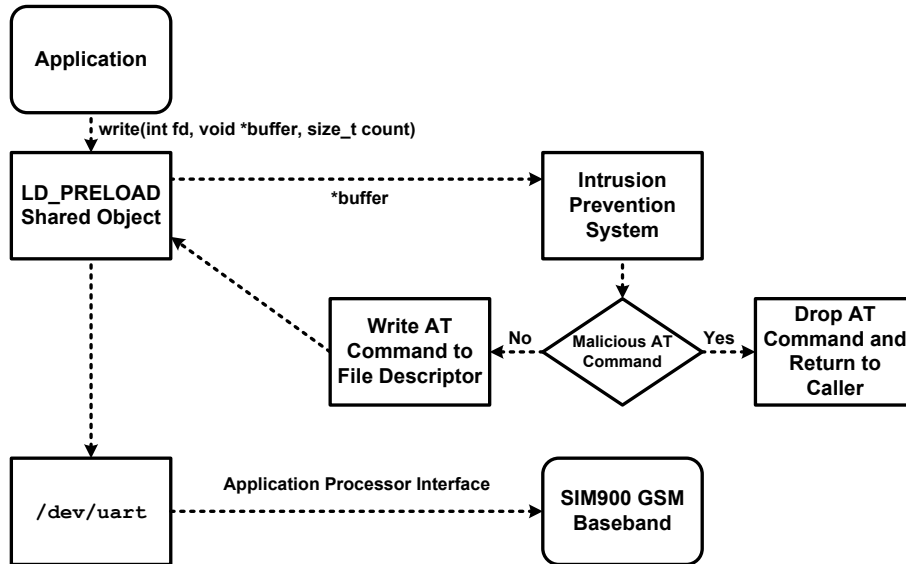 Application
write(int fd, void *buffer, size_t count)
LD_PRELOAD
Shared Object
*buffer
Intrusion
Prevention
System
Write AT
Command to
File Descriptor
No
Malicious AT
Command
Yes
Drop AT
Command and
Return to
Caller
/dev/uart
Application Processor Interface
SIM900 GSM
Baseband